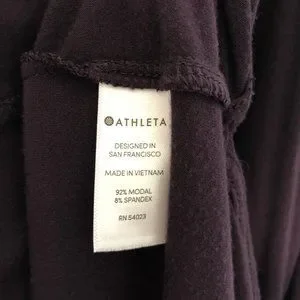 ATHLETA
DESIGNED IN
SAN FRANCISCO
MADE IN VIETNAM
92% MODAL
8% SPANDEX
RN 54023